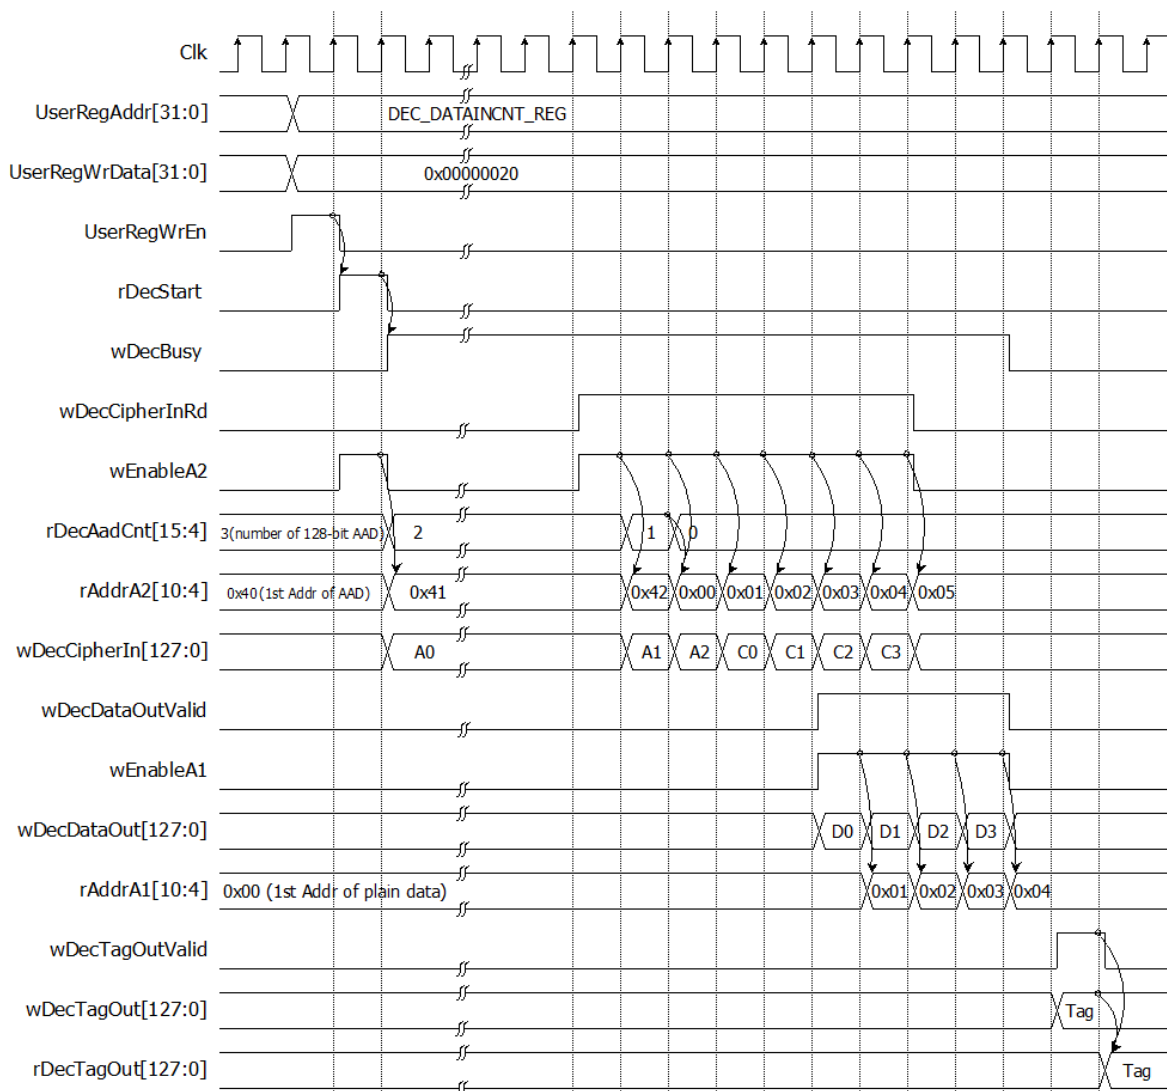 Clk
UserRegAddr[31:0] DEC_DATAINCNT_REG
UserRegWrData[31:0] 0x00000020
UserRegWrEn
rDecStart
wDecBusy
wDecCipherInRd
wEnableA2
rDecAadCnt[15:4] 3(number of 128-bit AAD) 2 1 0
rAddrA2[10:4] 0x40 (1st Addr of AAD) 0x41 0x42 0x00 0x01 0x02 0x03 0x04 0x05
wDecCipherIn[127:0] A0 A1 A2 C0 C1 C2 C3
wDecDataOutValid
wEnableA1
wDecDataOut[127:0] D0 D1 D2 D3
rAddrA1[10:4] 0x00 (1st Addr of plain data) 0x01 0x02 0x03 0x04
wDecTagOutValid
wDecTagOut[127:0] Tag
rDecTagOut[127:0] Tag